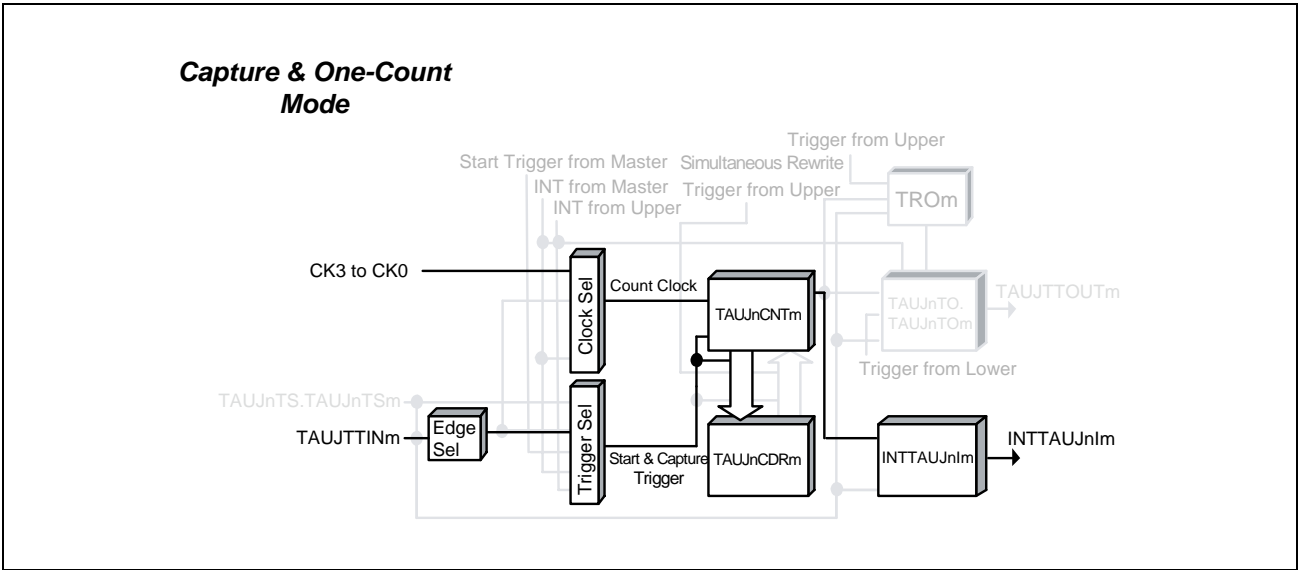 Capture & One-Count
Mode
Trigger from Upper
Start Trigger from Master
Simultaneous Rewrite
INT from Master
Trigger from Upper
INT from Upper
TROm
CK3 to CK0
Clock Sel
Count Clock
TAUJnCNTm
TAUJnTO.
TAUJnTOm
TAUJTTOUTm
Trigger from Lower
TAUJnTS.TAUJnTSm
TAUJTTINm
Edge
Sel
Trigger Sel
Start & Capture
Trigger
TAUJnCDRm
INTTAUJnIm
INTTAUJnIm